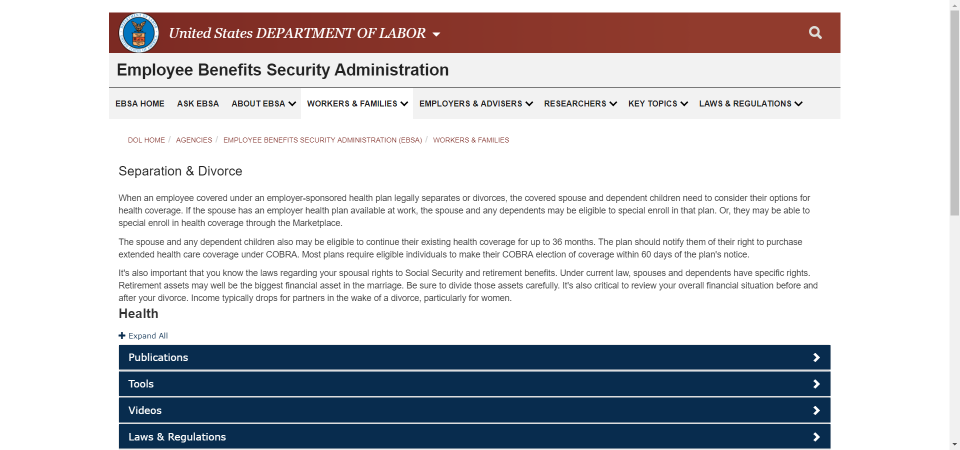 United States DEPARTMENT OF LABOR
Employee Benefits Security Administration
EBSA HOME ASK EBSA ABOUT EBSA WORKERS & FAMILIES EMPLOYERS & ADVISERS RESEARCHERS KEY TOPICS LAWS & REGULATIONS
DOL HOME / AGENCIES / EMPLOYEE BENEFITS SECURITY ADMINISTRATION (EBSA) / WORKERS & FAMILIES
Separation & Divorce
When an employee covered under an employer-sponsored health plan legally separates or divorces, the covered spouse and dependent children need to consider their options for
health coverage. If the spouse has an employer health plan available at work, the spouse and any dependents may be eligible to special enroll in that plan. Or, they may be able to
special enroll in health coverage through the Marketplace.
The spouse and any dependent children also may be eligible to continue their existing health coverage for up to 36 months. The plan should notify them of their right to purchase
extended health care coverage under COBRA. Most plans require eligible individuals to make their COBRA election of coverage within 60 days of the plan's notice.
It's also important that you know the laws regarding your spousal rights to Social Security and retirement benefits. Under current law, spouses and dependents have specific rights.
Retirement assets may well be the biggest financial asset in the marriage. Be sure to divide those assets carefully. It's also critical to review your overall financial situation before and
after your divorce. Income typically drops for partners in the wake of a divorce, particularly for women.
Health
Expand All
Publications
Tools
Videos
Laws & Regulations